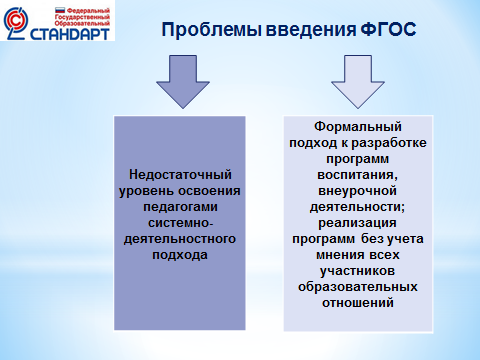 Федеральный
Государственный
Образовательный
СТАНДАРТ
Проблемы введения ФГОС
Недостаточный
уровень освоения
педагогами
системно-
деятельностного
подхода
Формальный
подход к разработке
программ
воспитания,
внеурочной
деятельности;
реализация
программ без учета
мнения всех
участников
образовательных
отношений